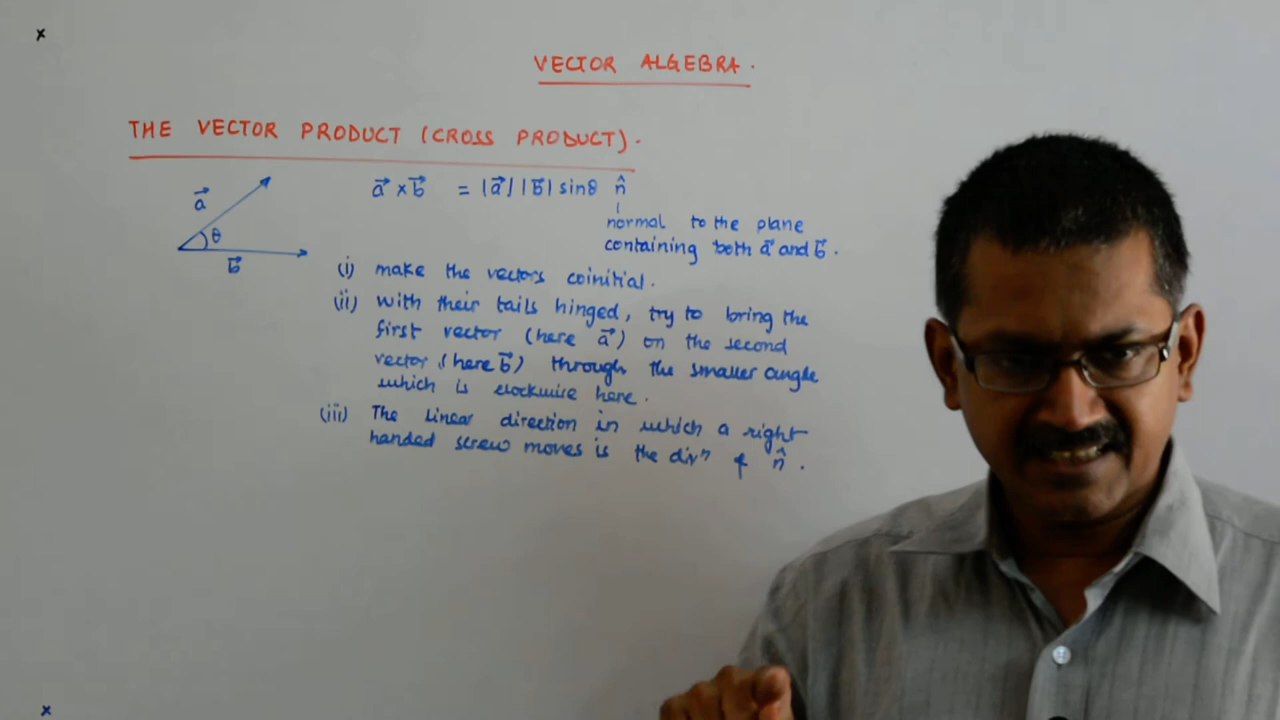 x
VECTOR ALGEBRA.
THE VECTOR PRODUCT (CROSS PRODUCT).
a⃗
θ
b⃗
a⃗ × b⃗ = |a⃗| |b⃗| sinθ n̂
normal to the plane
containing both a⃗ and b⃗.
(i) make the vectors coinitial.
(ii) with their tails hinged, try to bring the
first vector (here a⃗) on the second
vector (here b⃗) through the smaller angle
which is clockwise here.
(iii) The linear direction in which a right
handed screw moves is the dirⁿ of n̂.
x